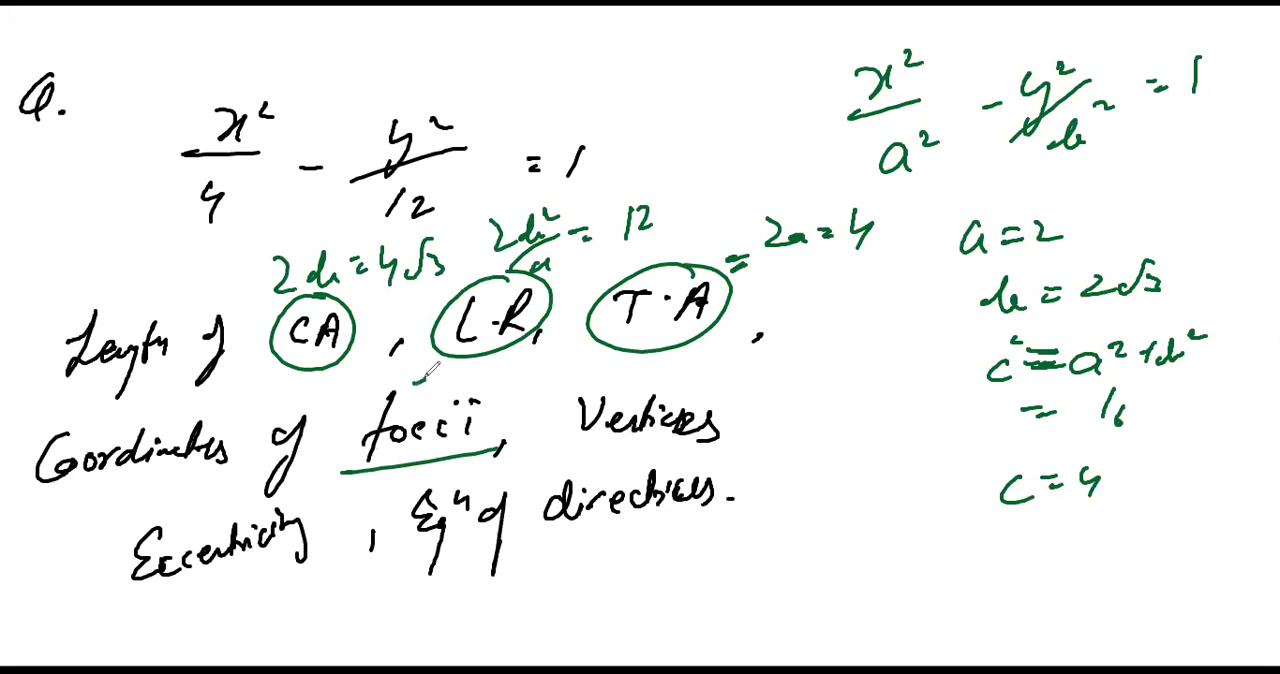 Q.
x²/4 - y²/12 = 1
x²/a² - y²/b² = 1
2b = 4√3
2b²/a = 12
= 2a = 4
a = 2
b = 2√3
c² = a² + b²
= 16
c = 4
Length of CA, L.R, T.A,
Coordinates of focii, Vertices
Eccentricity, Eqⁿ of directrices.